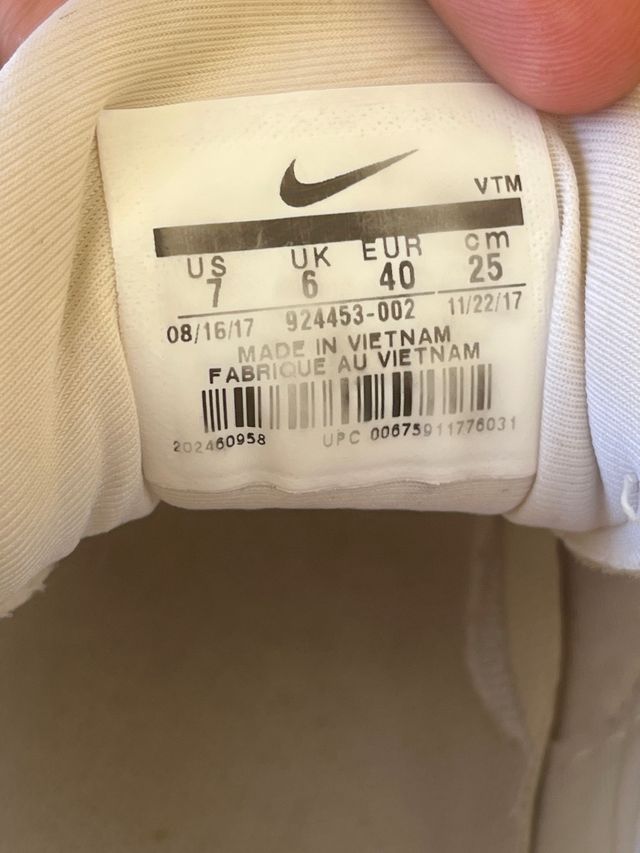 VTM
US UK EUR cm
7 6 40 25
08/16/17 924453-002 11/22/17
MADE IN VIETNAM
FABRIQUE AU VIETNAM
202460958 UPC 00675911776031